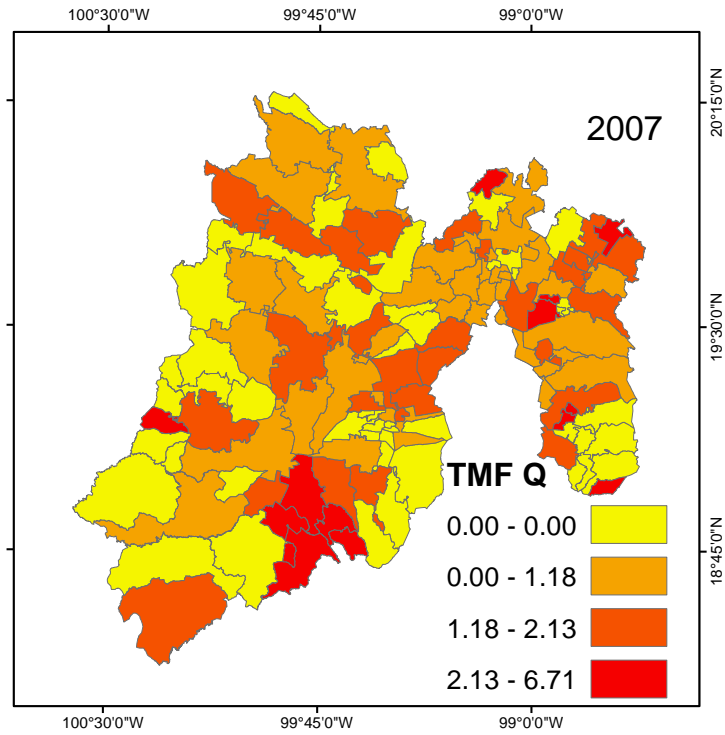 100°30'0"W 99°45'0"W 99°0'0"W
20°15'0"N
2007
19°30'0"N
TMF Q
0.00 - 0.00
0.00 - 1.18
18°45'0"N
1.18 - 2.13
2.13 - 6.71
100°30'0"W 99°45'0"W 99°0'0"W